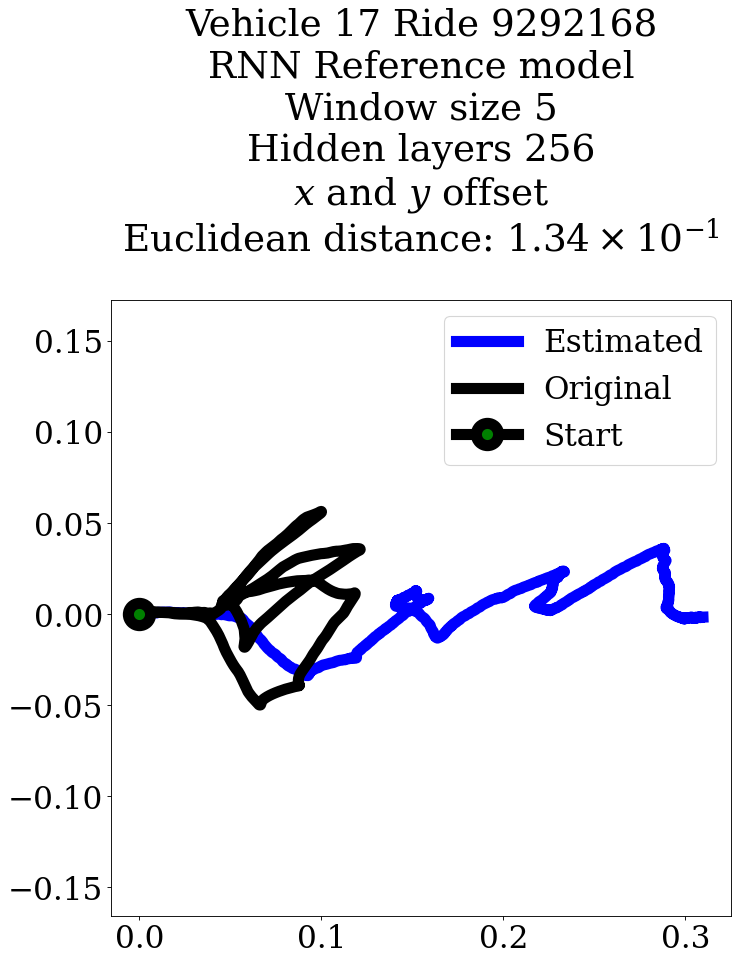 Vehicle 17 Ride 9292168
RNN Reference model
Window size 5
Hidden layers 256
x and y offset
Euclidean distance: 1.34 × 10⁻¹
Estimated
Original
Start
0.15
0.10
0.05
0.00
−0.05
−0.10
−0.15
0.0 0.1 0.2 0.3